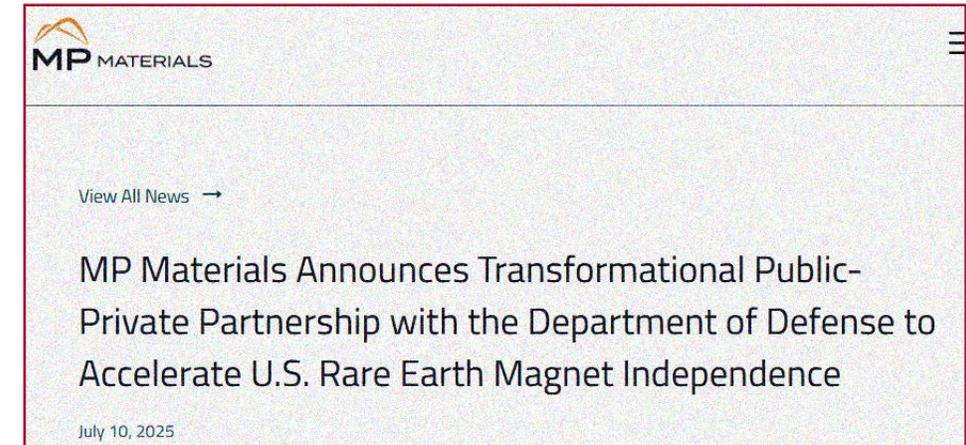 MP MATERIALS
View All News →
MP Materials Announces Transformational Public-
Private Partnership with the Department of Defense to
Accelerate U.S. Rare Earth Magnet Independence
July 10, 2025